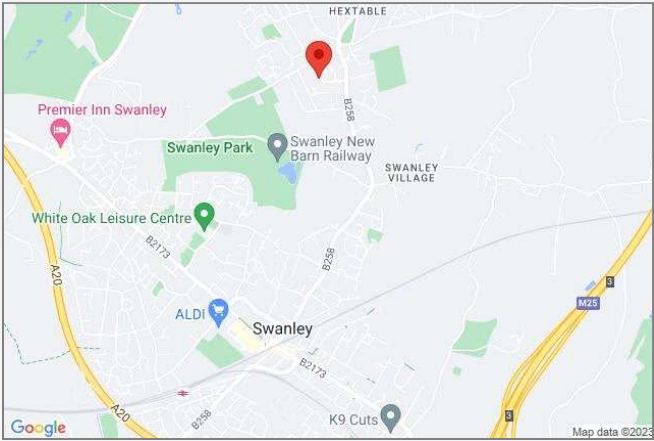 HEXTABLE
Premier Inn Swanley
B258
Swanley Park
Swanley New
Barn Railway
SWANLEY
VILLAGE
White Oak Leisure Centre
B2173
B258
A20
3
M25
ALDI
Swanley
B2173
A20
B258
K9 Cuts
3
Google
Map data ©2023